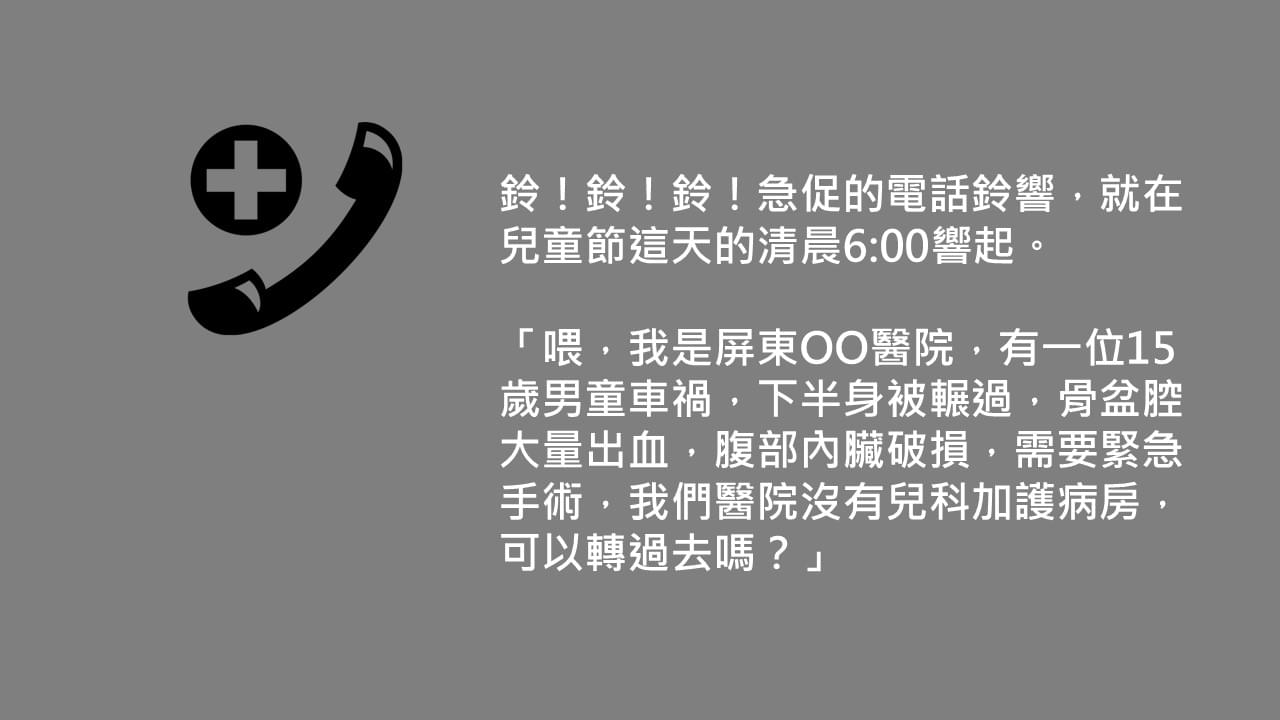 鈴！鈴！鈴！急促的電話鈴響，就在
兒童節這天的清晨6:00響起。
「喂，我是屏東OO醫院，有一位15
歲男童車禍，下半身被輾過，骨盆腔
大量出血，腹部內臟破損，需要緊急
手術，我們醫院沒有兒科加護病房，
可以轉過去嗎？」